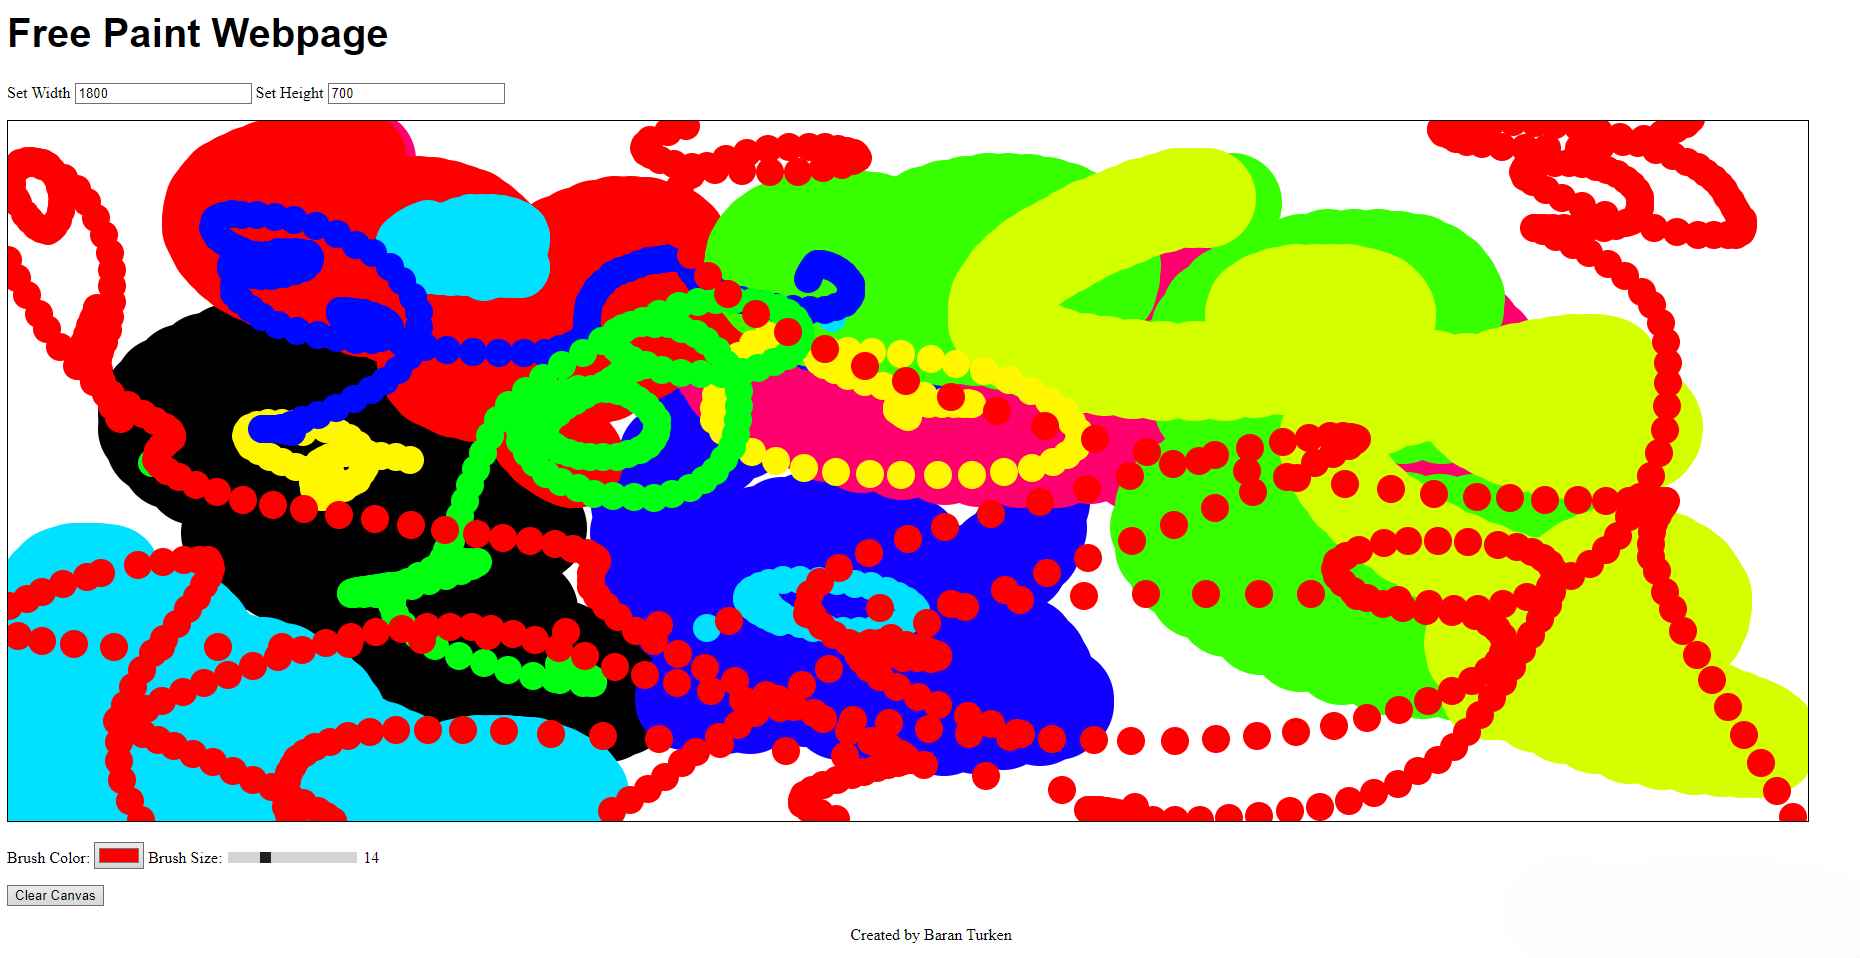 Free Paint Webpage
Set Width 1800 Set Height 700
Brush Color: Brush Size: 14
Clear Canvas
Created by Baran Turken